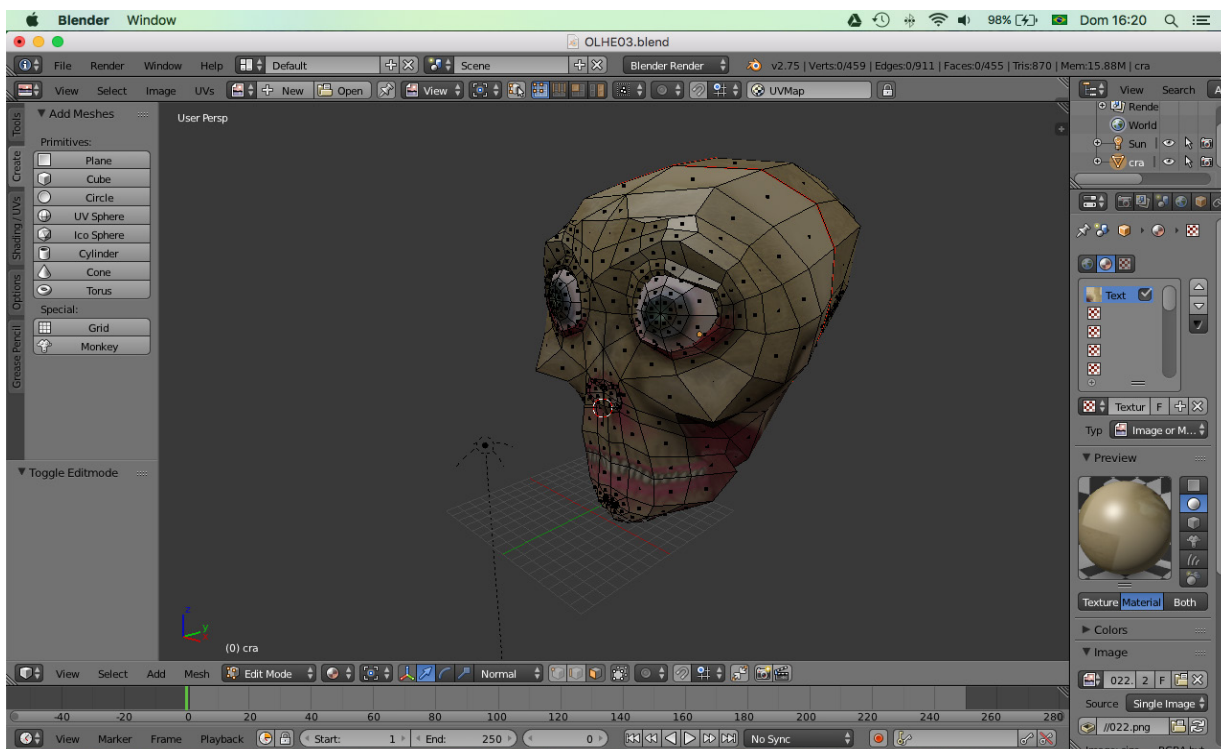 Blender Window 98% Dom 16:20
OLHE03.blend
File Render Window Help Default Scene Blender Render v2.75 | Verts:0/459 | Edges:0/911 | Faces:0/455 | Tris:870 | Mem:15.88M | cra
View Select Image UVs New Open View UVMap View Search A
Tools
Create
Shading / UVs
Options
Grease Pencil
Add Meshes
Primitives:
Plane
Cube
Circle
UV Sphere
Ico Sphere
Cylinder
Cone
Torus
Special:
Grid
Monkey
Toggle Editmode
User Persp
z
y
(0) cra
Rende
World
Sun
cra
Text
Textur F
Typ Image or M...
Preview
Texture Material Both
Colors
Image
022. 2 F
Source Single Image
//022.png
View Select Add Mesh Edit Mode Normal
-40 -20 0 20 40 60 80 100 120 140 160 180 200 220 240 260 280
View Marker Frame Playback Start: 1 End: 250 0 No Sync